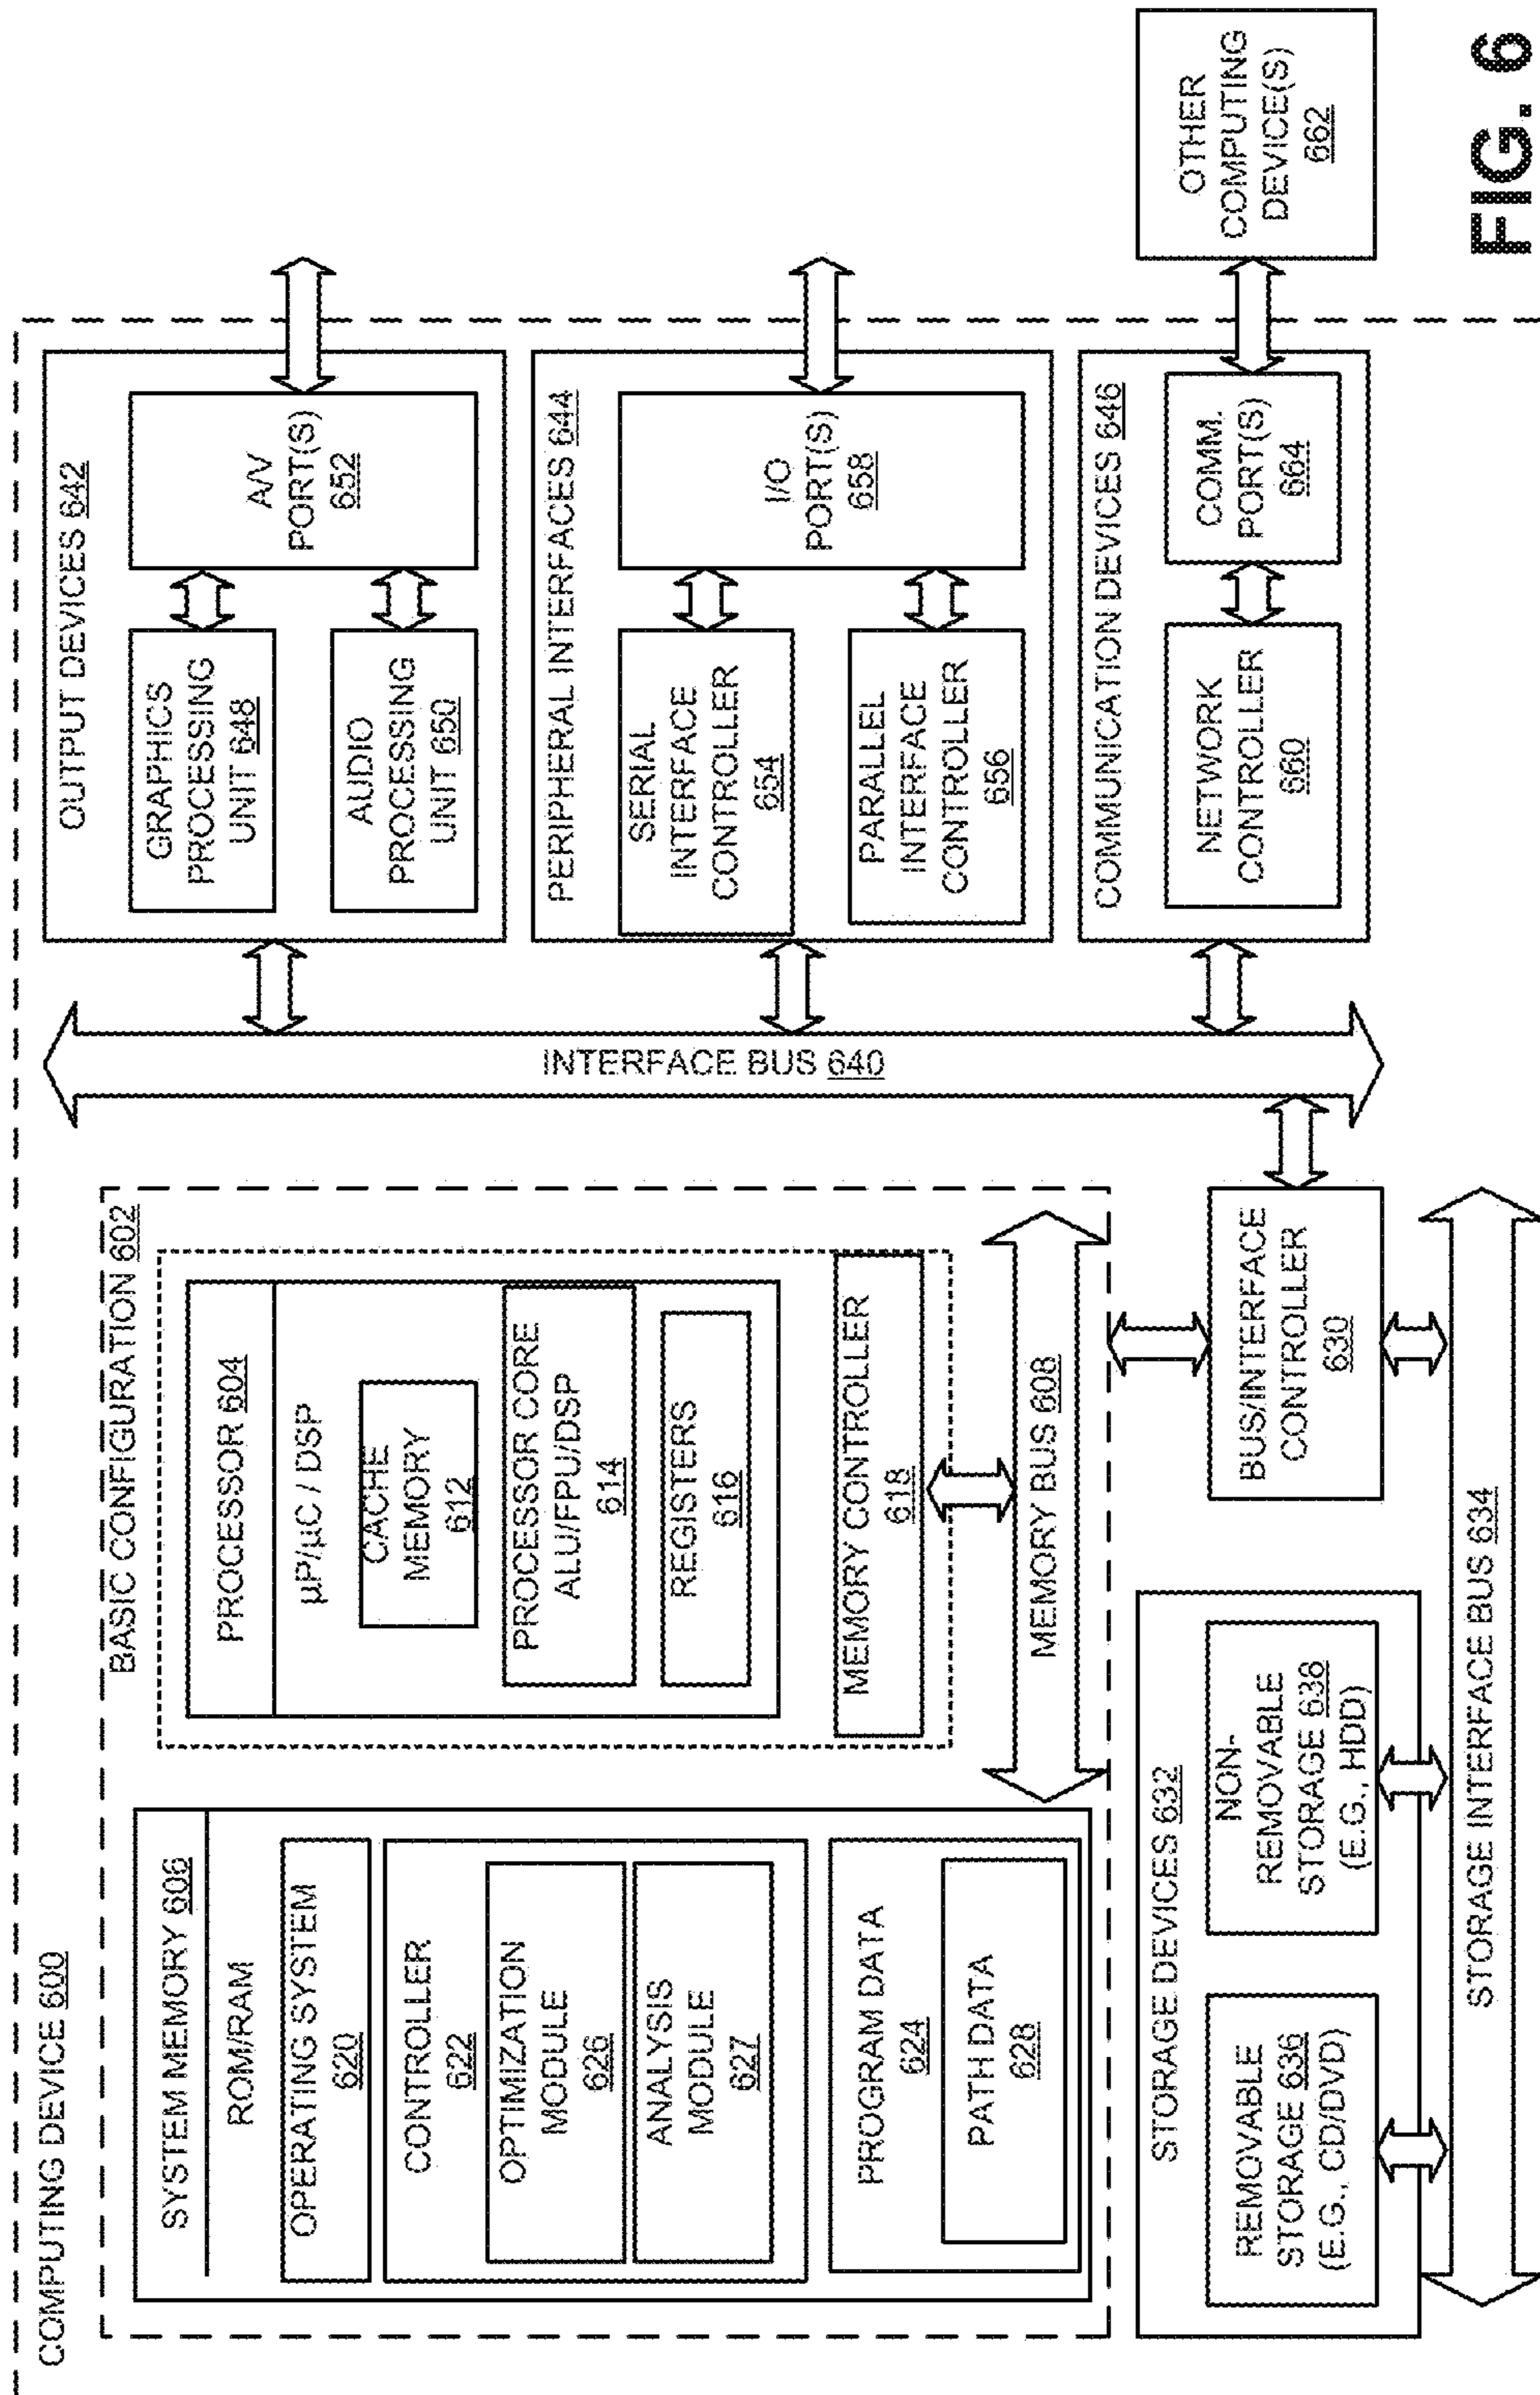 COMPUTING DEVICE 600
BASIC CONFIGURATION 602
SYSTEM MEMORY 606
ROM/RAM
OPERATING SYSTEM
620
CONTROLLER
622
OPTIMIZATION
MODULE
626
ANALYSIS
MODULE
627
PROGRAM DATA
624
PATH DATA
628
PROCESSOR 604
µP/µC / DSP
CACHE
MEMORY
612
PROCESSOR CORE
ALU/FPU/DSP
614
REGISTERS
616
MEMORY CONTROLLER
618
MEMORY BUS 608
BUS/INTERFACE
CONTROLLER
630
STORAGE DEVICES 632
REMOVABLE
STORAGE 636
(E.G., CD/DVD)
NON-
REMOVABLE
STORAGE 638
(E.G., HDD)
STORAGE INTERFACE BUS 634
INTERFACE BUS 640
OUTPUT DEVICES 642
GRAPHICS
PROCESSING
UNIT 648
AUDIO
PROCESSING
UNIT 650
A/V
PORT(S)
652
PERIPHERAL INTERFACES 644
SERIAL
INTERFACE
CONTROLLER
654
PARALLEL
INTERFACE
CONTROLLER
656
I/O
PORT(S)
658
COMMUNICATION DEVICES 646
NETWORK
CONTROLLER
660
COMM.
PORT(S)
664
OTHER
COMPUTING
DEVICE(S)
662
FIG. 6